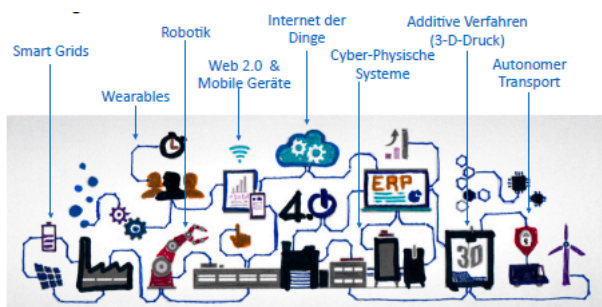 Smart Grids
Wearables
Robotik
Web 2.0 &
Mobile Geräte
Internet der
Dinge
Cyber-Physische
Systeme
Additive Verfahren
(3-D-Druck)
Autonomer
Transport
ERP
4.0
3D